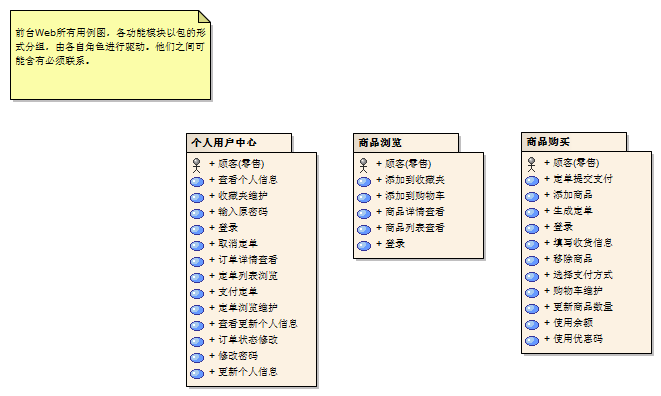 前台Web所有用例图，各功能模块以包的形
式分组，由各自角色进行驱动。他们之间可
能含有必须联系。
个人用户中心
+ 顾客(零售)
+ 查看个人信息
+ 收藏夹维护
+ 输入原密码
+ 登录
+ 取消定单
+ 订单详情查看
+ 定单列表浏览
+ 支付定单
+ 定单浏览维护
+ 查看更新个人信息
+ 订单状态修改
+ 修改密码
+ 更新个人信息
商品浏览
+ 顾客(零售)
+ 添加到收藏夹
+ 添加到购物车
+ 商品详情查看
+ 商品列表查看
+ 登录
商品购买
+ 顾客(零售)
+ 定单提交支付
+ 添加商品
+ 生成定单
+ 登录
+ 填写收货信息
+ 移除商品
+ 选择支付方式
+ 购物车维护
+ 更新商品数量
+ 使用余额
+ 使用优惠码